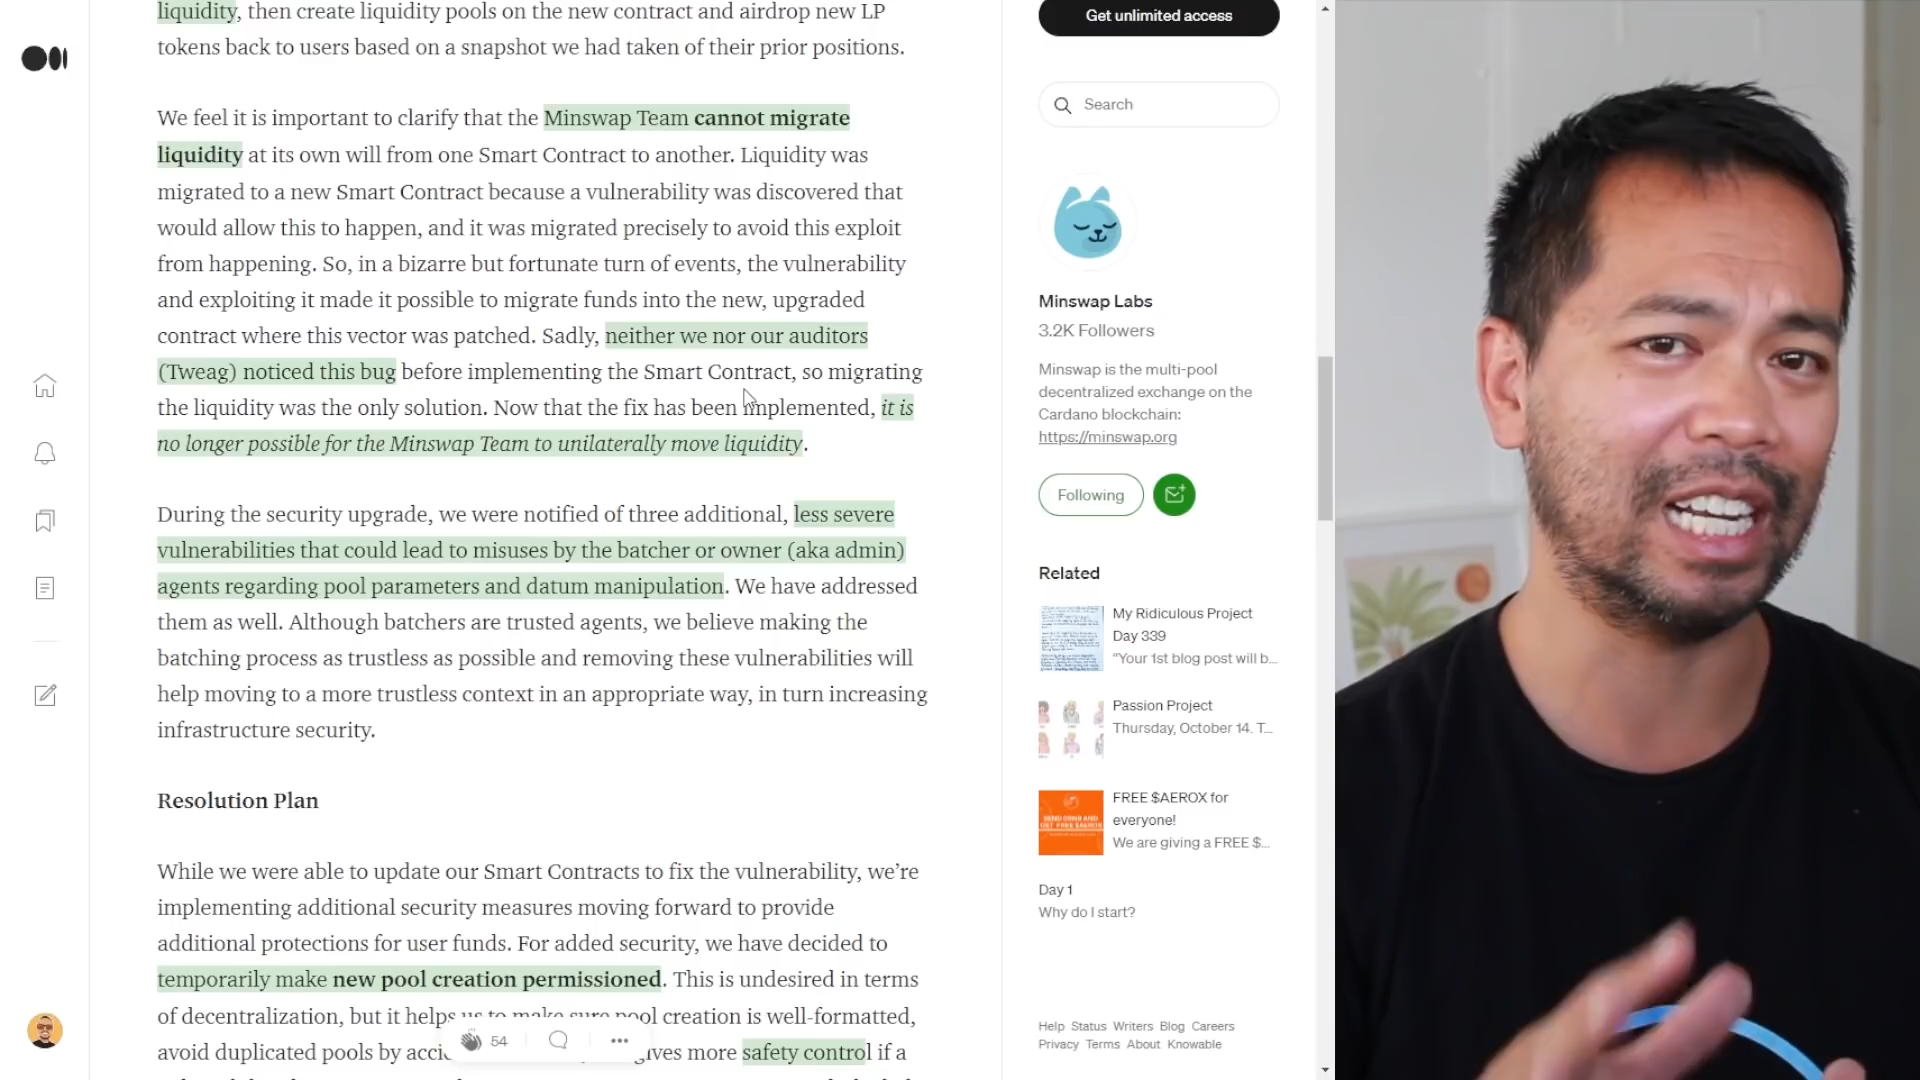 liquidity, then create liquidity pools on the new contract and airdrop new LP
tokens back to users based on a snapshot we had taken of their prior positions.
We feel it is important to clarify that the Minswap Team cannot migrate
liquidity at its own will from one Smart Contract to another. Liquidity was
migrated to a new Smart Contract because a vulnerability was discovered that
would allow this to happen, and it was migrated precisely to avoid this exploit
from happening. So, in a bizarre but fortunate turn of events, the vulnerability
and exploiting it made it possible to migrate funds into the new, upgraded
contract where this vector was patched. Sadly, neither we nor our auditors
(Tweag) noticed this bug before implementing the Smart Contract, so migrating
the liquidity was the only solution. Now that the fix has been implemented, it is
no longer possible for the Minswap Team to unilaterally move liquidity.
During the security upgrade, we were notified of three additional, less severe
vulnerabilities that could lead to misuses by the batcher or owner (aka admin)
agents regarding pool parameters and datum manipulation. We have addressed
them as well. Although batchers are trusted agents, we believe making the
batching process as trustless as possible and removing these vulnerabilities will
help moving to a more trustless context in an appropriate way, in turn increasing
infrastructure security.
Resolution Plan
While we were able to update our Smart Contracts to fix the vulnerability, we're
implementing additional security measures moving forward to provide
additional protections for user funds. For added security, we have decided to
temporarily make new pool creation permissioned. This is undesired in terms
of decentralization, but it helps us to make sure pool creation is well-formatted,
avoid duplicated pools by gives more safety control if a
54
Get unlimited access
Search
Minswap Labs
3.2K Followers
Minswap is the multi-pool
decentralized exchange on the
Cardano blockchain:
https://minswap.org
Following
Related
My Ridiculous Project
Day 339
"Your 1st blog post will b...
Passion Project
Thursday, October 14. T...
FREE $AEROX for
everyone!
We are giving a FREE $...
Day 1
Why do I start?
Help Status Writers Blog Careers
Privacy Terms About Knowable